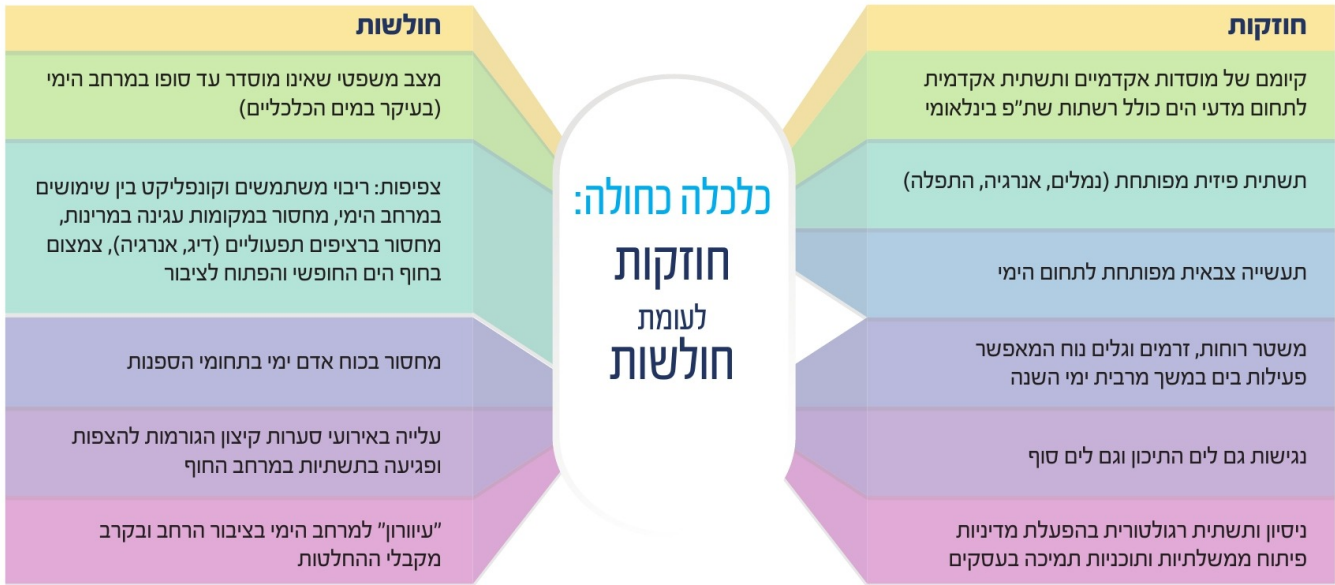 חוזקות
קיומם של מוסדות אקדמיים ותשתית אקדמית
לתחום מדעי הים כולל רשתות שת"פ בינלאומי
תשתית פיזית מפותחת (נמלים, אנרגיה, התפלה)
תעשייה צבאית מפותחת לתחום הימי
משטר רוחות, זרמים וגלים נוח המאפשר
פעילות בים במשך מרבית ימי השנה
נגישות גם לים התיכון וגם לים סוף
ניסיון ותשתית רגולטורית בהפעלת מדיניות
פיתוח ממשלתיות ותוכניות תמיכה בעסקים
כלכלה כחולה:
חוזקות
לעומת
חולשות
חולשות
מצב משפטי שאינו מוסדר עד סופו במרחב הימי
(בעיקר במים הכלכליים)
צפיפות: ריבוי משתמשים וקונפליקט בין שימושים
במרחב הימי, מחסור במקומות עגינה במרינות,
מחסור ברציפים תפעוליים (דיג, אנרגיה), צמצום
בחוף הים החופשי והפתוח לציבור
מחסור בכוח אדם ימי בתחומי הספנות
עלייה באירועי סערות קיצון הגורמות להצפות
ופגיעה בתשתיות במרחב החוף
"עיוורון" למרחב הימי בציבור הרחב ובקרב
מקבלי ההחלטות